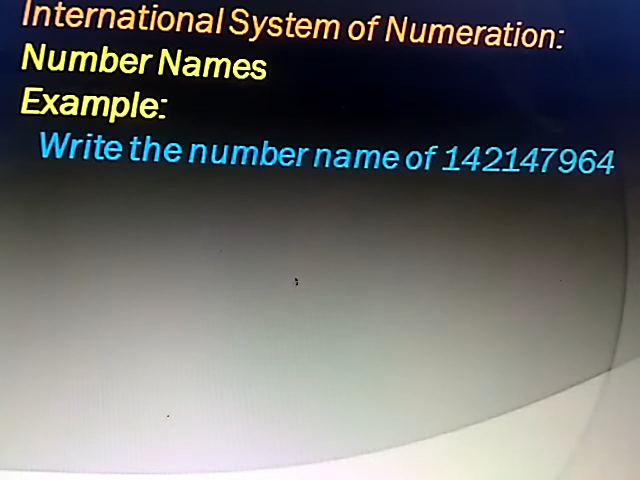 International System of Numeration:
Number Names
Example:
Write the number name of 142147964